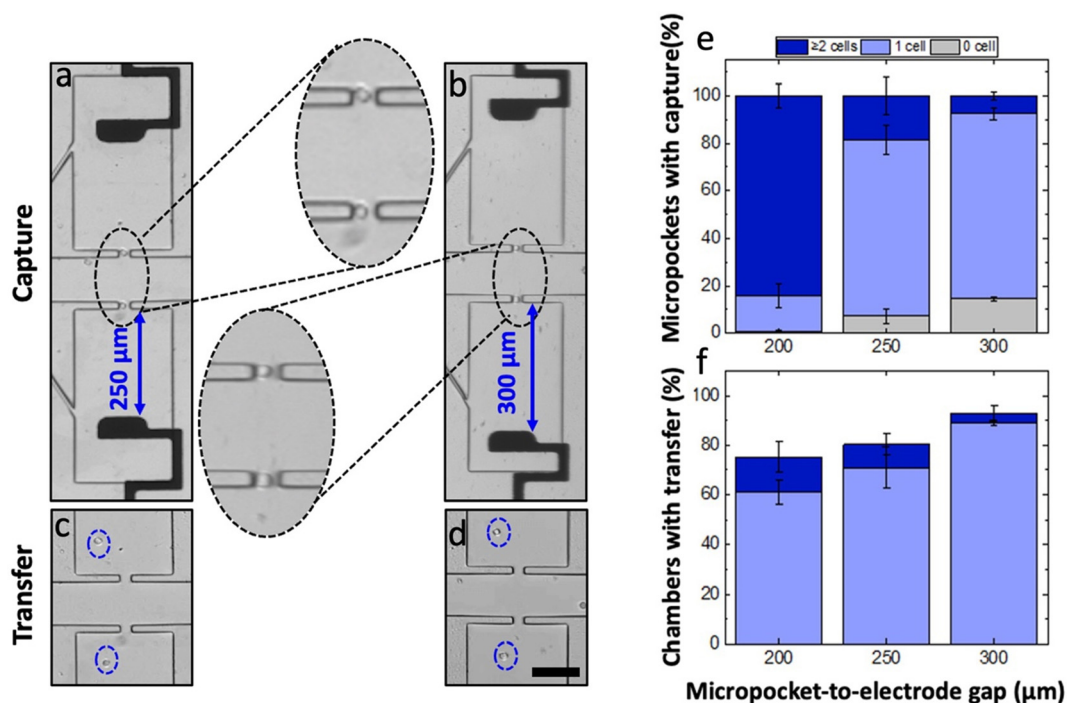 Capture
a
250 μm
b
300 μm
Transfer
c
d
e
≥2 cells 1 cell 0 cell
Micropockets with capture(%)
100
80
60
40
20
0
200 250 300
f
Chambers with transfer (%)
100
80
60
40
20
0
200 250 300
Micropocket-to-electrode gap (μm)